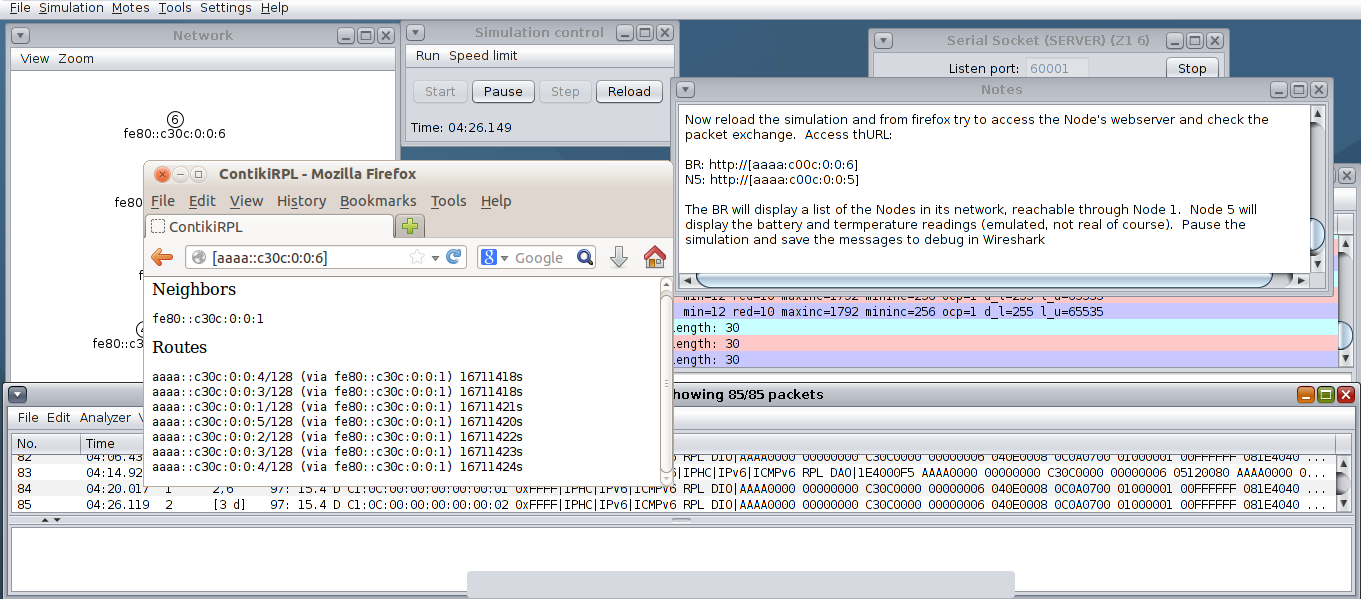 File Simulation Motes Tools Settings Help
Network
View Zoom
6
fe80::c30c:0:0:6
fe80
fe80::c3
Simulation control
Run Speed limit
Start Pause Step Reload
Time: 04:26.149
Serial Socket (SERVER) (Z1 6)
Listen port: 60001 Stop
Notes
Now reload the simulation and from firefox try to access the Node's webserver and check the
packet exchange. Access thURL:
BR: http://[aaaa:c00c:0:0:6]
N5: http://[aaaa:c00c:0:0:5]
The BR will display a list of the Nodes in its network, reachable through Node 1. Node 5 will
display the battery and termperature readings (emulated, not real of course). Pause the
simulation and save the messages to debug in Wireshark
min=12 red=10 maxinc=1792 mininc=256 ocp=1 d_l=255 l_u=65535
min=12 red=10 maxinc=1792 mininc=256 ocp=1 d_l=255 l_u=65535
ength: 30
ength: 30
ength: 30
ContikiRPL - Mozilla Firefox
File Edit View History Bookmarks Tools Help
ContikiRPL
[aaaa::c30c:0:0:6] 8 Google
Neighbors
fe80::c30c:0:0:1
Routes
aaaa::c30c:0:0:4/128 (via fe80::c30c:0:0:1) 16711418s
aaaa::c30c:0:0:3/128 (via fe80::c30c:0:0:1) 16711418s
aaaa::c30c:0:0:1/128 (via fe80::c30c:0:0:1) 16711421s
aaaa::c30c:0:0:5/128 (via fe80::c30c:0:0:1) 16711420s
aaaa::c30c:0:0:2/128 (via fe80::c30c:0:0:1) 16711422s
aaaa::c30c:0:0:3/128 (via fe80::c30c:0:0:1) 16711423s
aaaa::c30c:0:0:4/128 (via fe80::c30c:0:0:1) 16711424s
howing 85/85 packets
File Edit Analyzer
No. Time
82 04:06.43 6 RPL DIO|AAAA0000 00000000 C30C0000 00000006 040E0008 0C0A0700 01000001 00FFFFFF 081E4040 ...
83 04:14.92 |IPHC|IPv6|ICMPv6 RPL DAO|1E4000F5 AAAA0000 00000000 C30C0000 00000006 05120080 AAAA0000 0...
84 04:20.017 1 2,6 97: 15.4 D C1:0C:00:00:00:00:00:01 0xFFFF|IPHC|IPv6|ICMPv6 RPL DIO|AAAA0000 00000000 C30C0000 00000006 040E0008 0C0A0700 01000001 00FFFFFF 081E4040 ...
85 04:26.119 2 [3 d] 97: 15.4 D C1:0C:00:00:00:00:00:02 0xFFFF|IPHC|IPv6|ICMPv6 RPL DIO|AAAA0000 00000000 C30C0000 00000006 040E0008 0C0A0700 01000001 00FFFFFF 081E4040 ...